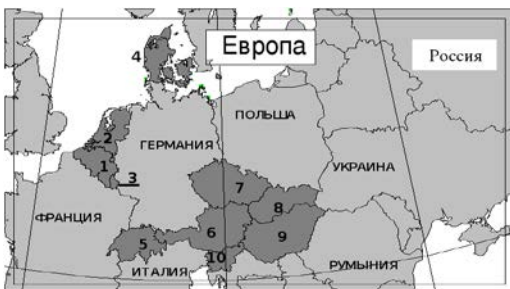 4
Европа
Россия
ПОЛЬША
2
ГЕРМАНИЯ
1
3
УКРАИНА
7
8
ФРАНЦИЯ
5
6
9
10
ИТАЛИЯ
РУМЫНИЯ